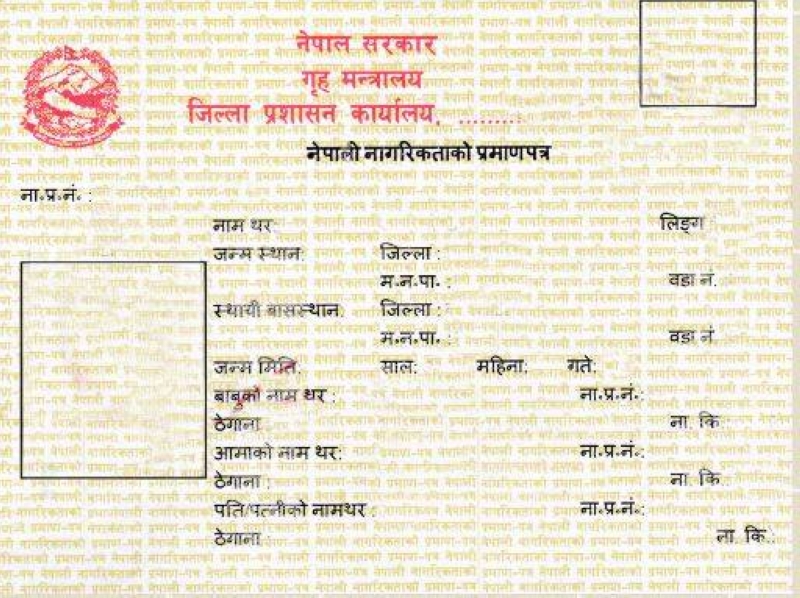 नेपाल सरकार
गृह मन्त्रालय
जिल्ला प्रशासन कार्यालय, .........
नेपाली नागरिकताको प्रमाणपत्र
ना.प्र.नं. :
नाम थर लिङ्ग
जन्म स्थान: जिल्ला :
म.न.पा. : वडा नं.
स्थायी बासस्थान: जिल्ला :
म.न.पा. : वडा नं
जन्म मिति: साल: महिना: गते:
बाबुको नाम थर : ना.प्र.नं.:
ठेगाना ना. कि
आमाको नाम थर: ना.प्र.नं.:
ठेगाना : ना. कि
पति/पत्नीको नामथर : ना.प्र.नं.:
ठेगाना : ना. कि.: